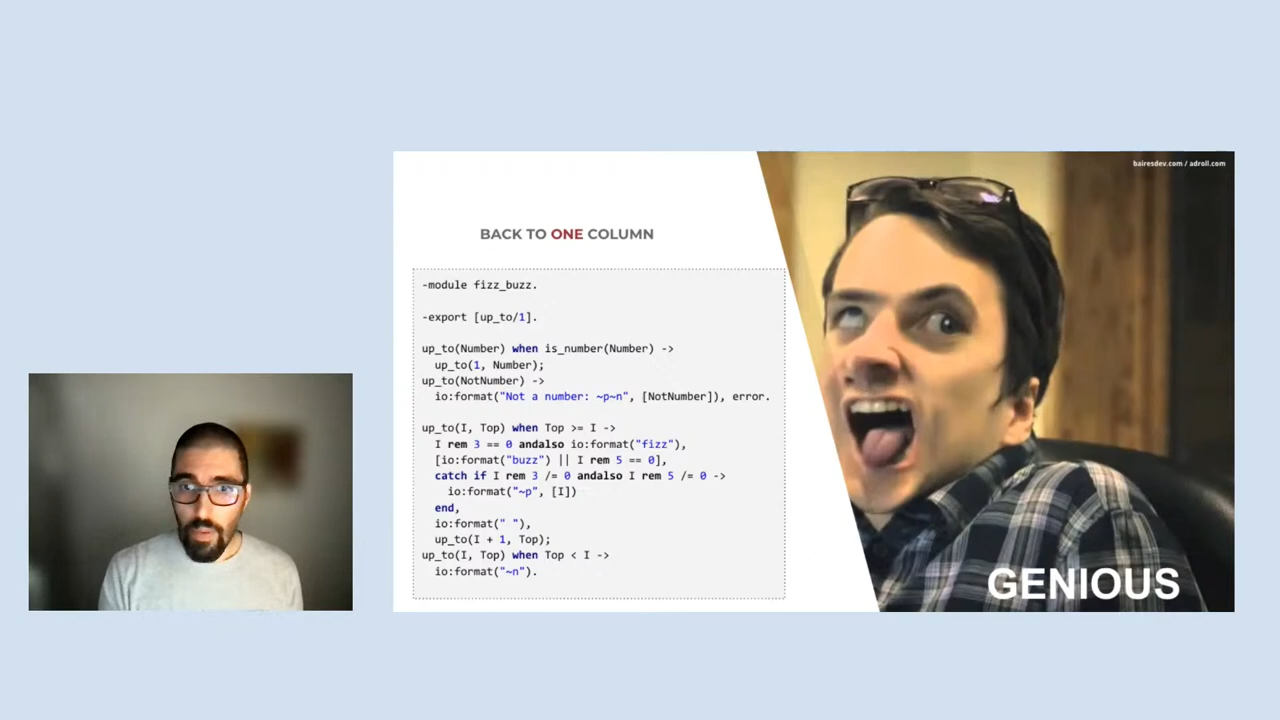 bairesdev.com / adroll.com
BACK TO ONE COLUMN
-module fizz_buzz.
-export [up_to/1].
up_to(Number) when is_number(Number) ->
  up_to(1, Number);
up_to(NotNumber) ->
  io:format("Not a number: ~p~n", [NotNumber]), error.
up_to(I, Top) when Top >= I ->
  I rem 3 == 0 andalso io:format("fizz"),
  [io:format("buzz") || I rem 5 == 0],
  catch if I rem 3 /= 0 andalso I rem 5 /= 0 ->
    io:format("~p", [I])
  end,
  io:format(" "),
  up_to(I + 1, Top);
up_to(I, Top) when Top < I ->
  io:format("~n").
GENIOUS